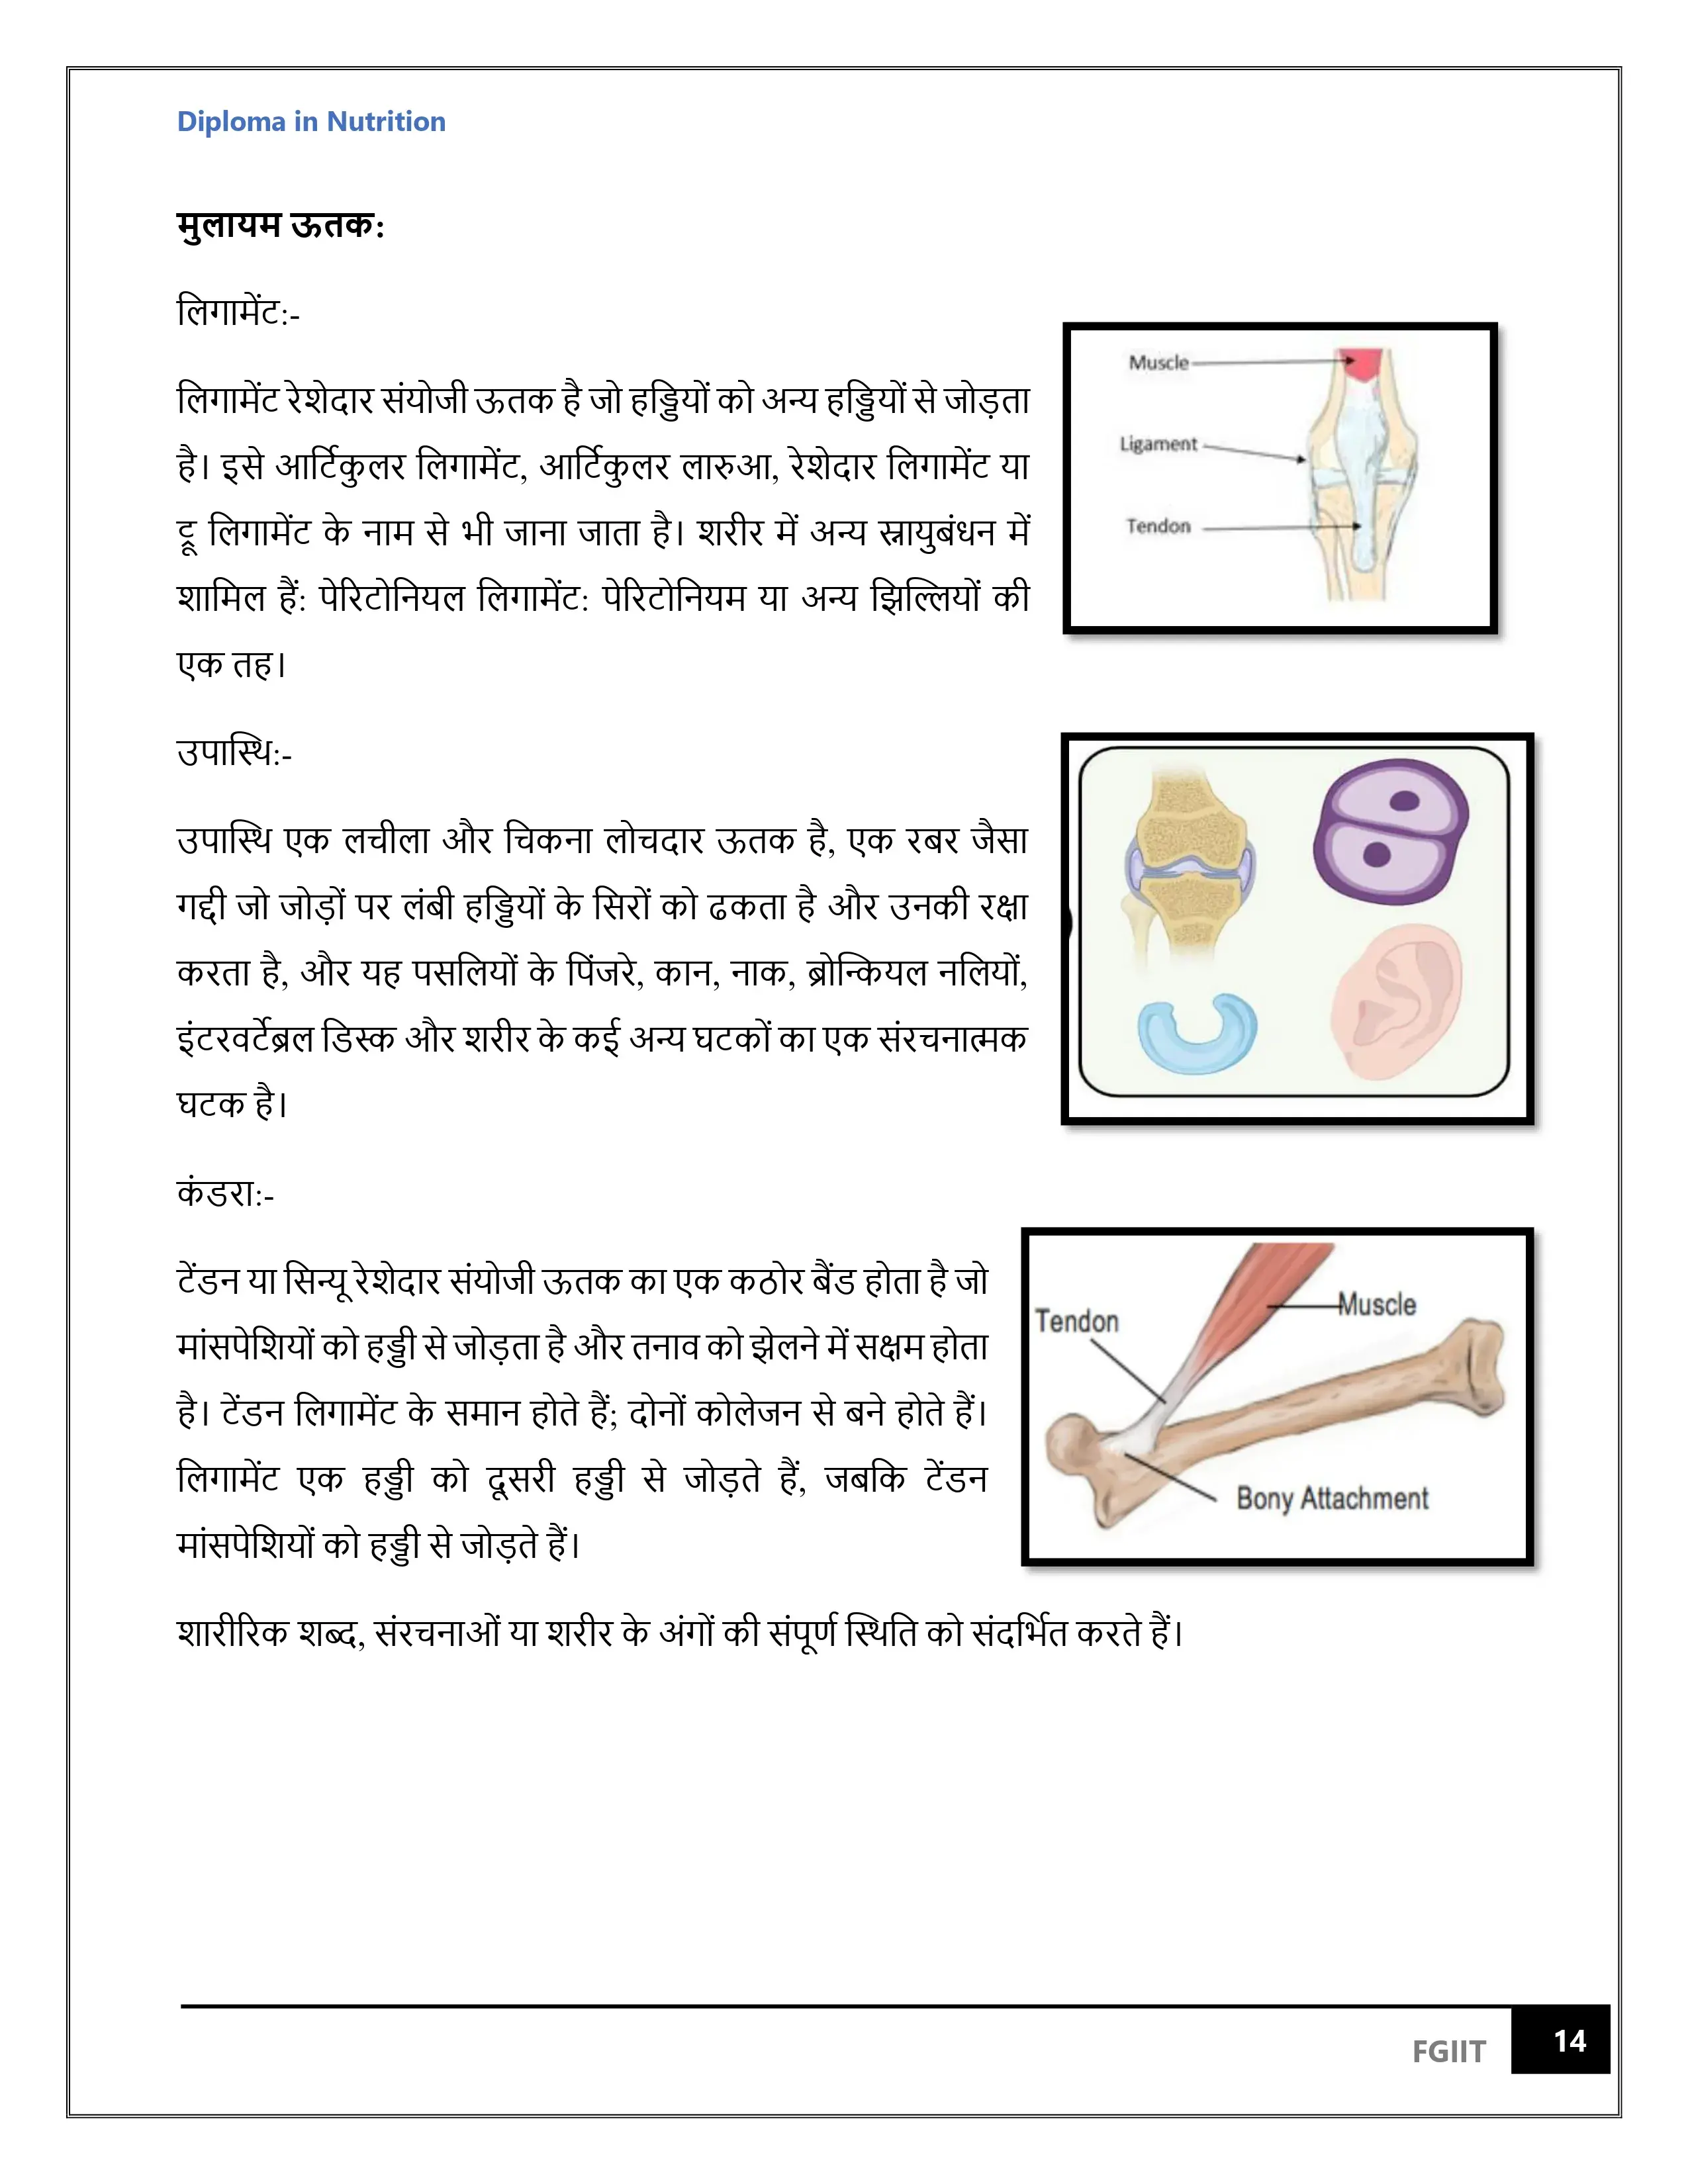 Diploma in Nutrition
मुलायम ऊतक:
लिगामेंट:-
लिगामेंट रेशेदार संयोजी ऊतक है जो हड्डियों को अन्य हड्डियों से जोड़ता
है। इसे आर्टिकुलर लिगामेंट, आर्टिकुलर लारुआ, रेशेदार लिगामेंट या
ट्रू लिगामेंट के नाम से भी जाना जाता है। शरीर में अन्य स्नायुबंधन में
शामिल हैं: पेरिटोनियल लिगामेंट: पेरिटोनियम या अन्य झिल्लियों की
एक तह।
Muscle
Ligament
Tendon
उपास्थि:-
उपास्थि एक लचीला और चिकना लोचदार ऊतक है, एक रबर जैसा
गद्दी जो जोड़ों पर लंबी हड्डियों के सिरों को ढकता है और उनकी रक्षा
करता है, और यह पसलियों के पिंजरे, कान, नाक, ब्रोन्कियल नलियों,
इंटरवर्टेब्रल डिस्क और शरीर के कई अन्य घटकों का एक संरचनात्मक
घटक है।
कंडरा:-
टेंडन या सिन्यू रेशेदार संयोजी ऊतक का एक कठोर बैंड होता है जो
मांसपेशियों को हड्डी से जोड़ता है और तनाव को झेलने में सक्षम होता
है। टेंडन लिगामेंट के समान होते हैं; दोनों कोलेजन से बने होते हैं।
लिगामेंट एक हड्डी को दूसरी हड्डी से जोड़ते हैं, जबकि टेंडन
मांसपेशियों को हड्डी से जोड़ते हैं।
Muscle
Tendon
Bony Attachment
शारीरिक शब्द, संरचनाओं या शरीर के अंगों की संपूर्ण स्थिति को संदर्भित करते हैं।
FGIIT
14